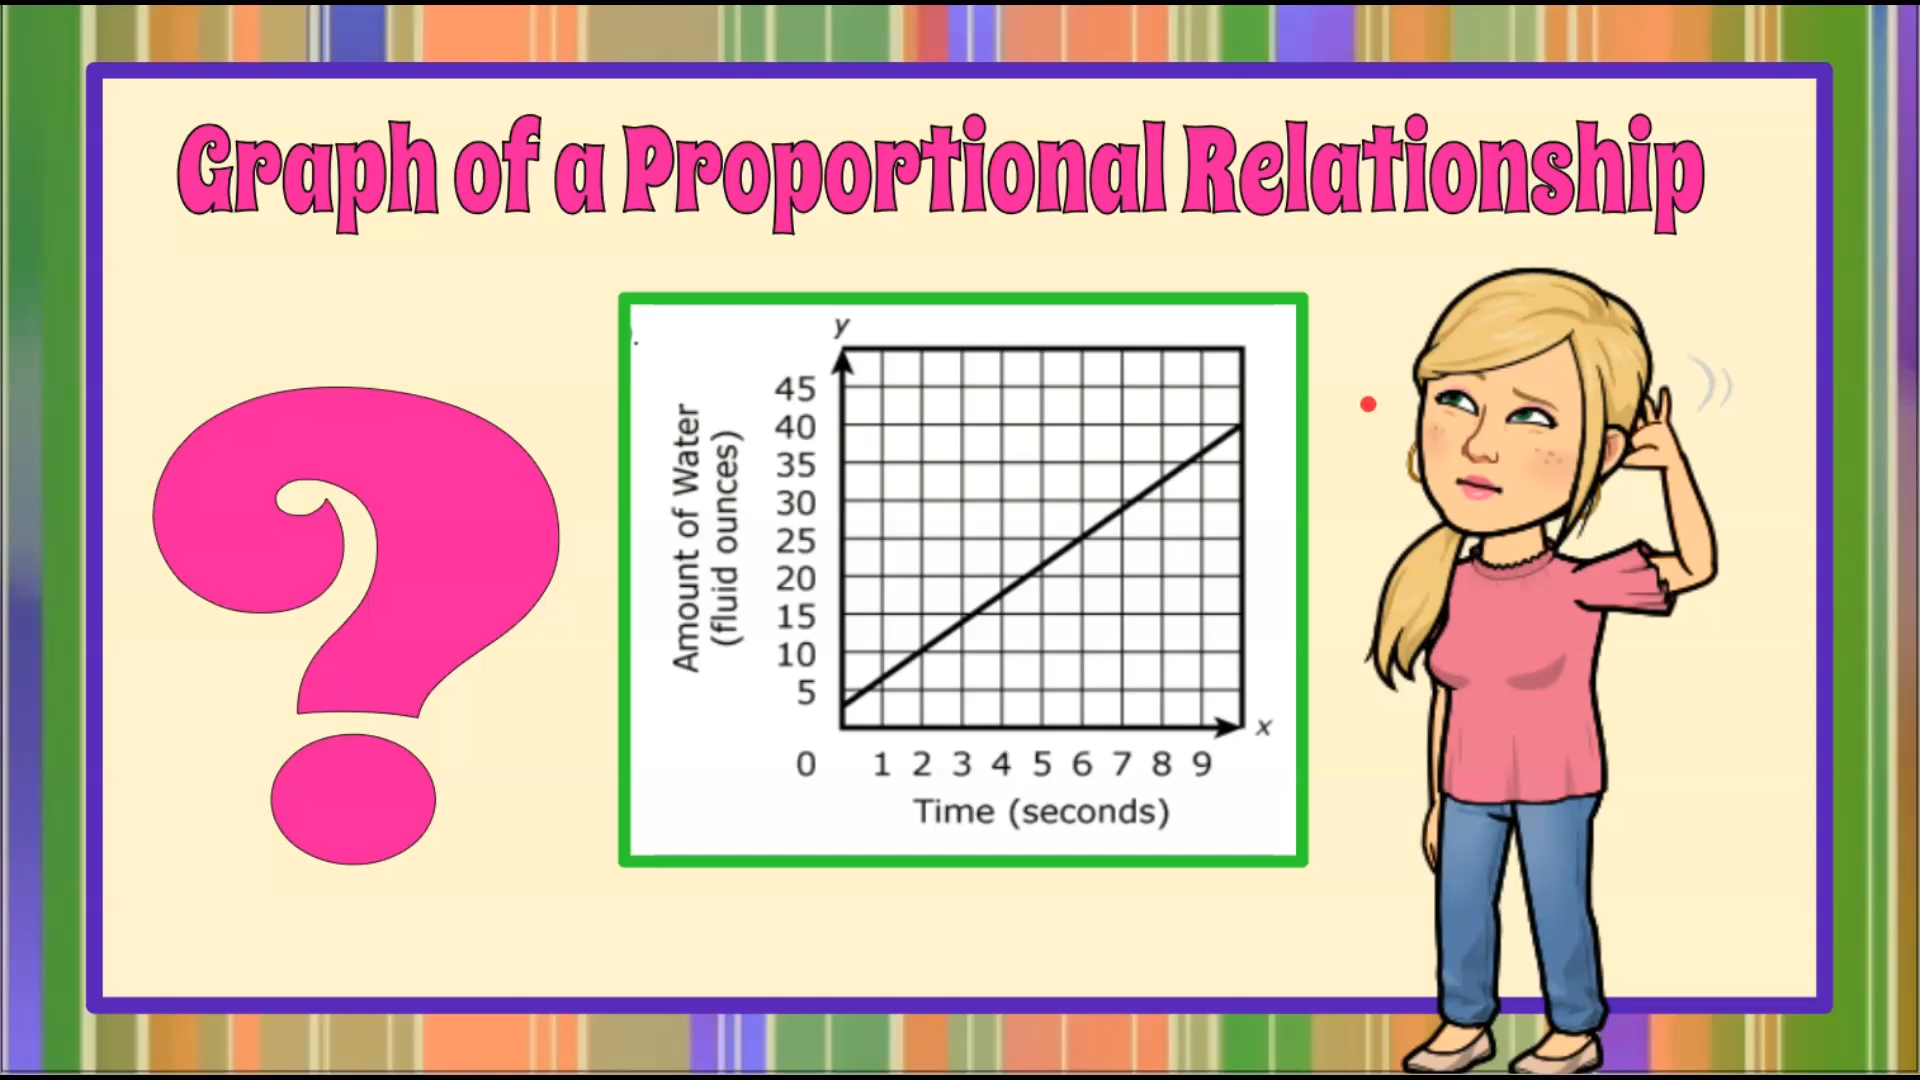 Graph of a Proportional Relationship
y
Amount of Water
(fluid ounces)
45
40
35
30
25
20
15
10
5
x
0 1 2 3 4 5 6 7 8 9
Time (seconds)
?